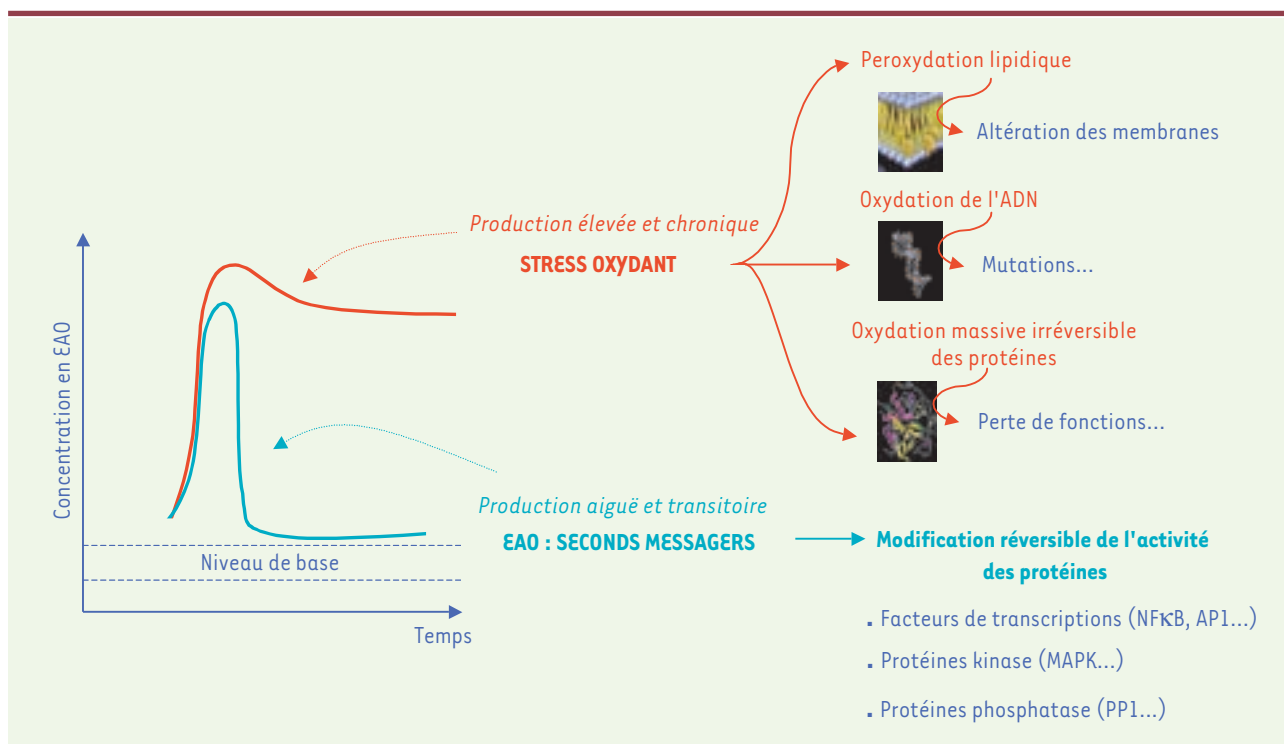 Peroxydation lipidique
Altération des membranes
Oxydation de l'ADN
Mutations...
Oxydation massive irréversible
des protéines
Perte de fonctions...
Production élevée et chronique
STRESS OXYDANT
Concentration en EAO
Niveau de base
Temps
Production aiguë et transitoire
EAO : SECONDS MESSAGERS
Modification réversible de l'activité
des protéines
. Facteurs de transcriptions (NFκB, AP1...)
. Protéines kinase (MAPK...)
. Protéines phosphatase (PP1...)